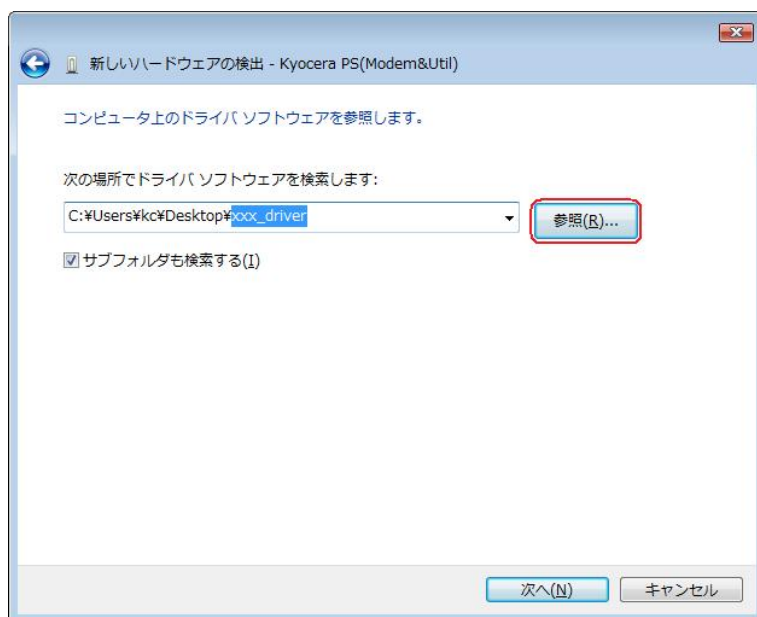 新しいハードウェアの検出 - Kyocera PS(Modem&Util)
コンピュータ上のドライバ ソフトウェアを参照します。
次の場所でドライバ ソフトウェアを検索します:
C:¥Users¥kc¥Desktop¥xxx_driver
参照(R)...
サブフォルダも検索する(I)
次へ(N)
キャンセル